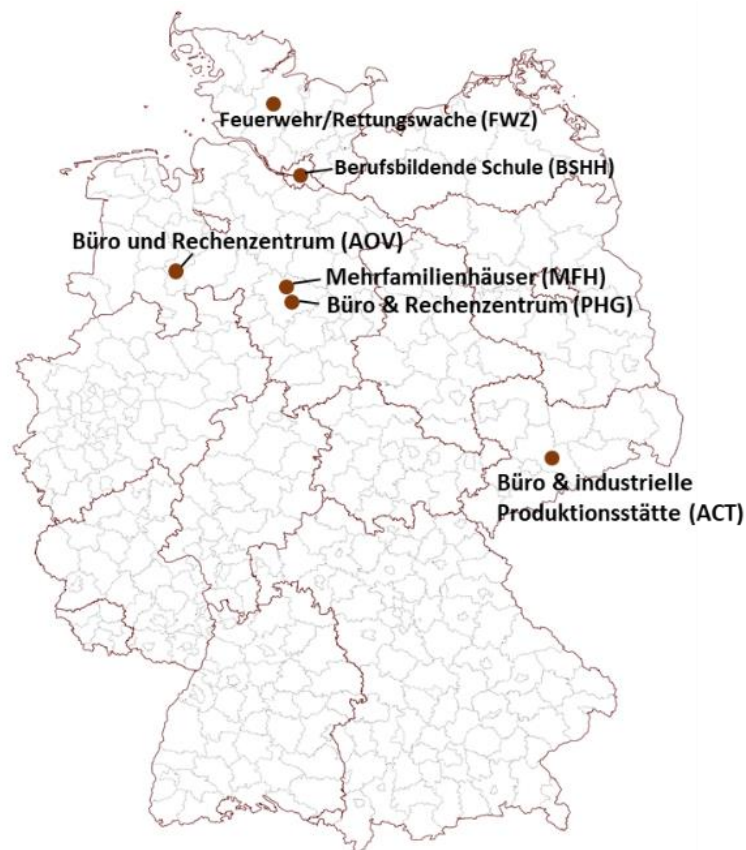 Feuerwehr/Rettungswache (FWZ)
Berufsbildende Schule (BSHH)
Büro und Rechenzentrum (AOV)
Mehrfamilienhäuser (MFH)
Büro & Rechenzentrum (PHG)
Büro & industrielle
Produktionsstätte (ACT)